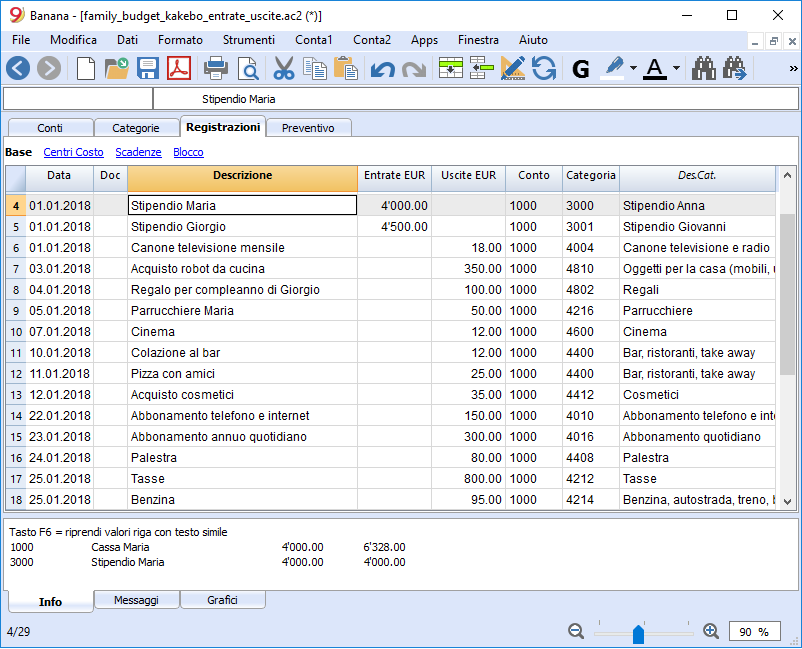 Banana - [family_budget_kakebo_entrate_uscite.ac2 (*)]
File Modifica Dati Formato Strumenti Conta1 Conta2 Apps Finestra Aiuto
G A »
Stipendio Maria
Conti Categorie Registrazioni Preventivo
Base Centri Costo Scadenze Blocco
Data Doc Descrizione Entrate EUR Uscite EUR Conto Categoria Des.Cat.
4 01.01.2018 Stipendio Maria 4'000.00 1000 3000 Stipendio Anna
5 01.01.2018 Stipendio Giorgio 4'500.00 1000 3001 Stipendio Giovanni
6 01.01.2018 Canone televisione mensile 18.00 1000 4004 Canone televisione e radio
7 03.01.2018 Acquisto robot da cucina 350.00 1000 4810 Oggetti per la casa (mobili, u
8 04.01.2018 Regalo per compleanno di Giorgio 100.00 1000 4802 Regali
9 05.01.2018 Parrucchiere Maria 50.00 1000 4216 Parrucchiere
10 07.01.2018 Cinema 12.00 1000 4600 Cinema
11 10.01.2018 Colazione al bar 12.00 1000 4400 Bar, ristoranti, take away
12 11.01.2018 Pizza con amici 25.00 1000 4400 Bar, ristoranti, take away
13 12.01.2018 Acquisto cosmetici 35.00 1000 4412 Cosmetici
14 22.01.2018 Abbonamento telefono e internet 150.00 1000 4010 Abbonamento telefono e inte
15 23.01.2018 Abbonamento annuo quotidiano 300.00 1000 4016 Abbonamento quotidiano
16 24.01.2018 Palestra 80.00 1000 4408 Palestra
17 25.01.2018 Tasse 800.00 1000 4212 Tasse
18 25.01.2018 Benzina 95.00 1000 4214 Benzina, autostrada, treno, b
Tasto F6 = riprendi valori riga con testo simile
1000 Cassa Maria 4'000.00 6'328.00
3000 Stipendio Maria 4'000.00 4'000.00
Info Messaggi Grafici
4/29 90 %